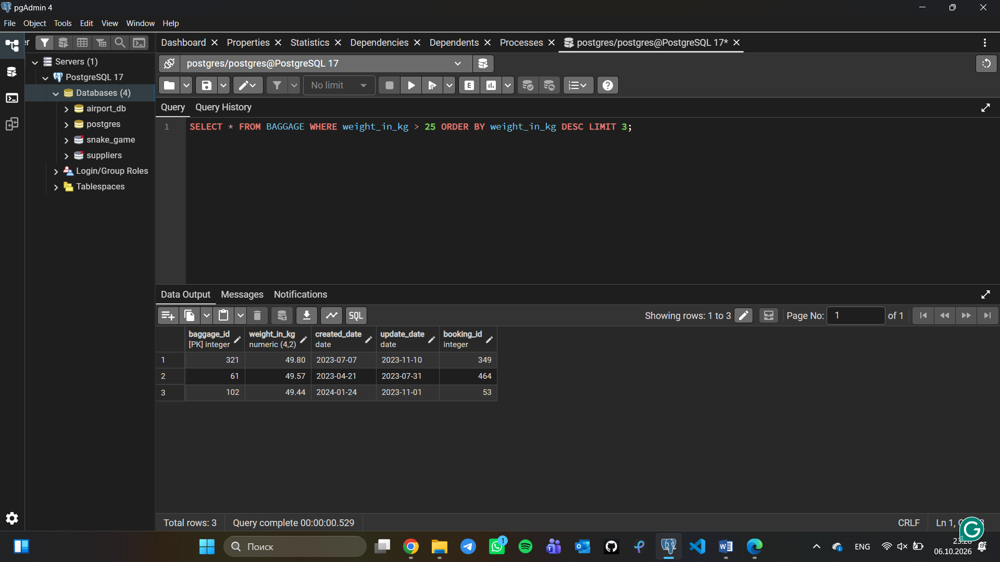 pgAdmin 4
File Object Tools Edit View Window Help
er
Dashboard Properties Statistics Dependencies Dependents Processes postgres/postgres@PostgreSQL 17*
Servers (1)
PostgreSQL 17
Databases (4)
airport_db
postgres
snake_game
suppliers
Login/Group Roles
Tablespaces
postgres/postgres@PostgreSQL 17
No limit
E
Query Query History
1 SELECT * FROM BAGGAGE WHERE weight_in_kg > 25 ORDER BY weight_in_kg DESC LIMIT 3;
Data Output Messages Notifications
SQL
Showing rows: 1 to 3 Page No: 1 of 1
baggage_id weight_in_kg created_date update_date booking_id
[PK] integer numeric (4,2) date date integer
1 321 49.80 2023-07-07 2023-11-10 349
2 61 49.57 2023-04-21 2023-07-31 464
3 102 49.44 2024-01-24 2023-11-01 53
Total rows: 3 Query complete 00:00:00.529 CRLF Ln 1,
Поиск
1
ENG
06.10.2026